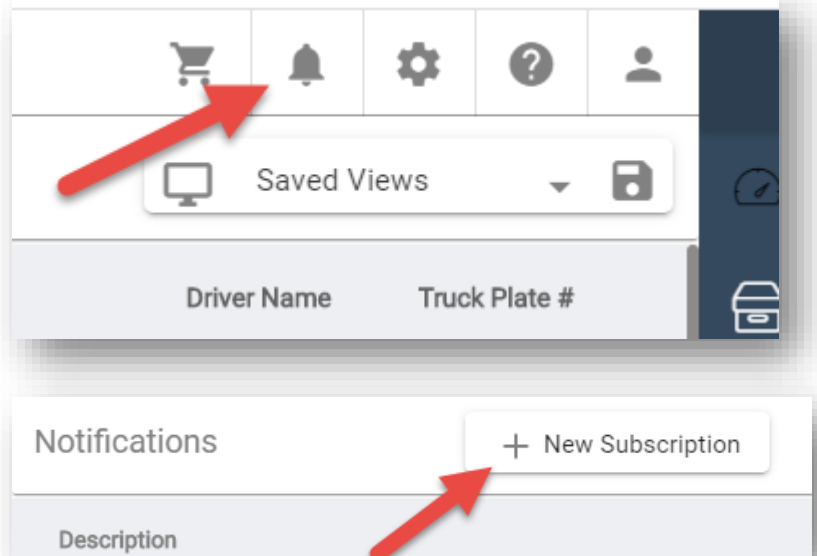 Saved Views
Driver Name Truck Plate #
Notifications + New Subscription
Description